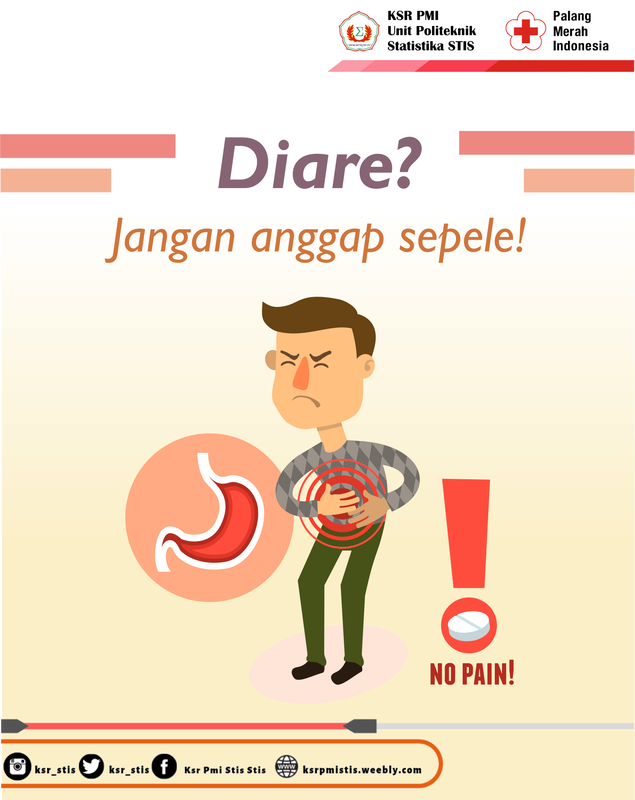 KSR PMI
Unit Politeknik
Statistika STIS
Palang
Merah
Indonesia
Diare?
Jangan anggap sepele!
NO PAIN!
ksr_stis
ksr_stis
Ksr Pmi Stis Stis
WWW
ksrpmistis.weebly.com